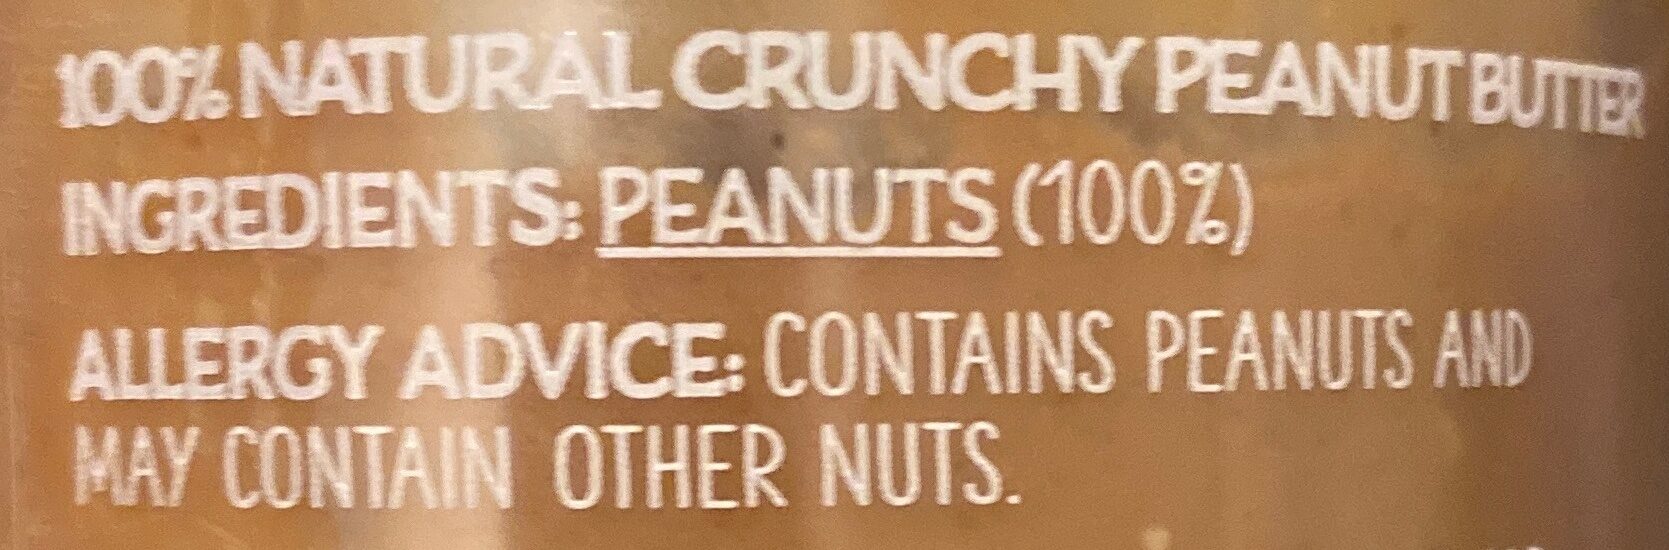 100% NATURAL CRUNCHY PEANUT BUTTER
INGREDIENTS: PEANUTS (100%)
ALLERGY ADVICE: CONTAINS PEANUTS AND
MAY CONTAIN OTHER NUTS.